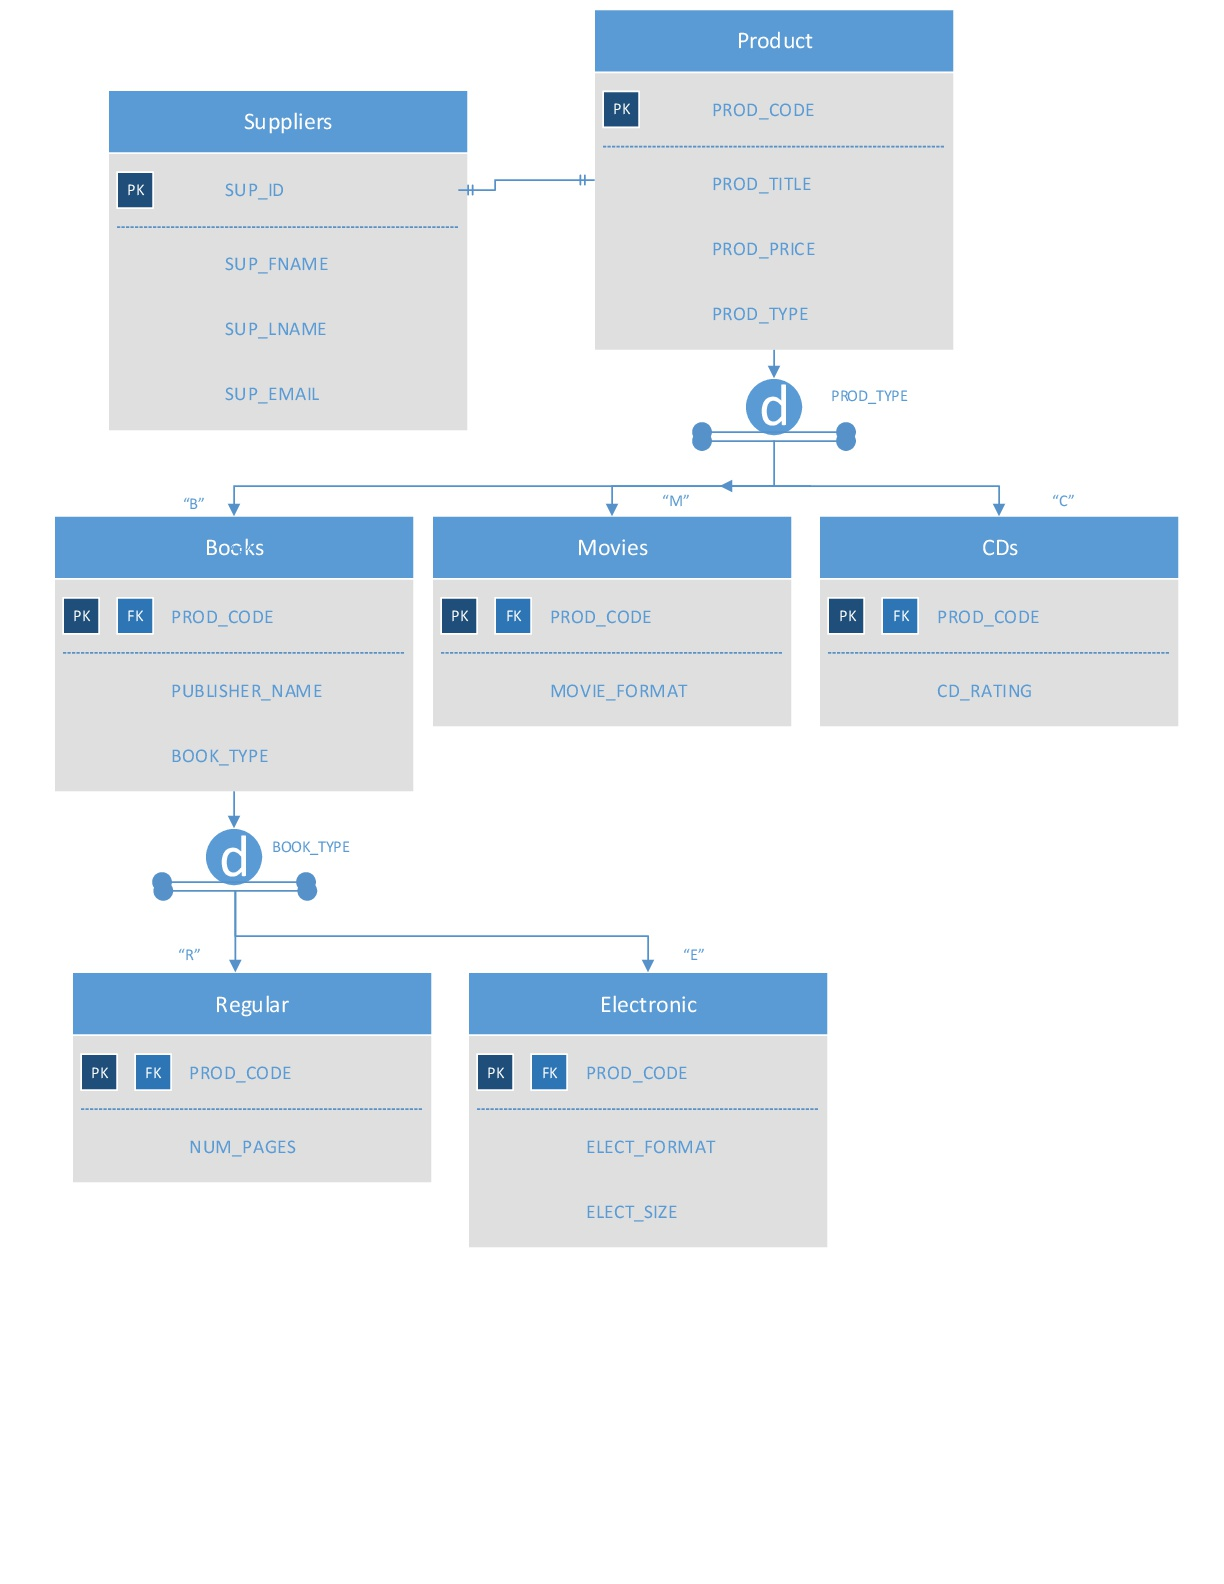 Product
PK PROD_CODE
PROD_TITLE
PROD_PRICE
PROD_TYPE
Suppliers
PK SUP_ID
SUP_FNAME
SUP_LNAME
SUP_EMAIL
d PROD_TYPE
“B”
“M”
“C”
Books
PK FK PROD_CODE
PUBLISHER_NAME
BOOK_TYPE
Movies
PK FK PROD_CODE
MOVIE_FORMAT
CDs
PK FK PROD_CODE
CD_RATING
d BOOK_TYPE
“R”
“E”
Regular
PK FK PROD_CODE
NUM_PAGES
Electronic
PK FK PROD_CODE
ELECT_FORMAT
ELECT_SIZE